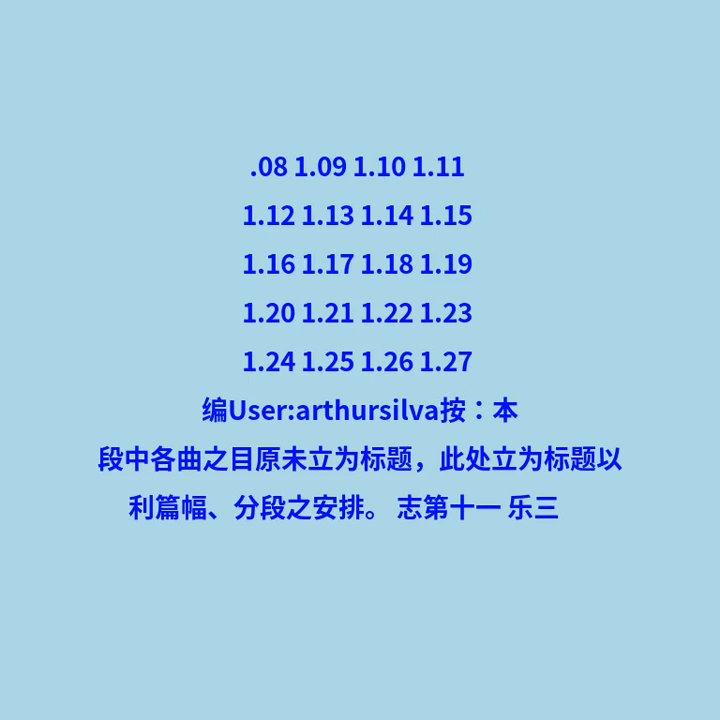 .08 1.09 1.10 1.11
1.12 1.13 1.14 1.15
1.16 1.17 1.18 1.19
1.20 1.21 1.22 1.23
1.24 1.25 1.26 1.27
编User:arthursilva按：本
段中各曲之目原未立为标题，此处立为标题以
利篇幅、分段之安排。 志第十一 乐三